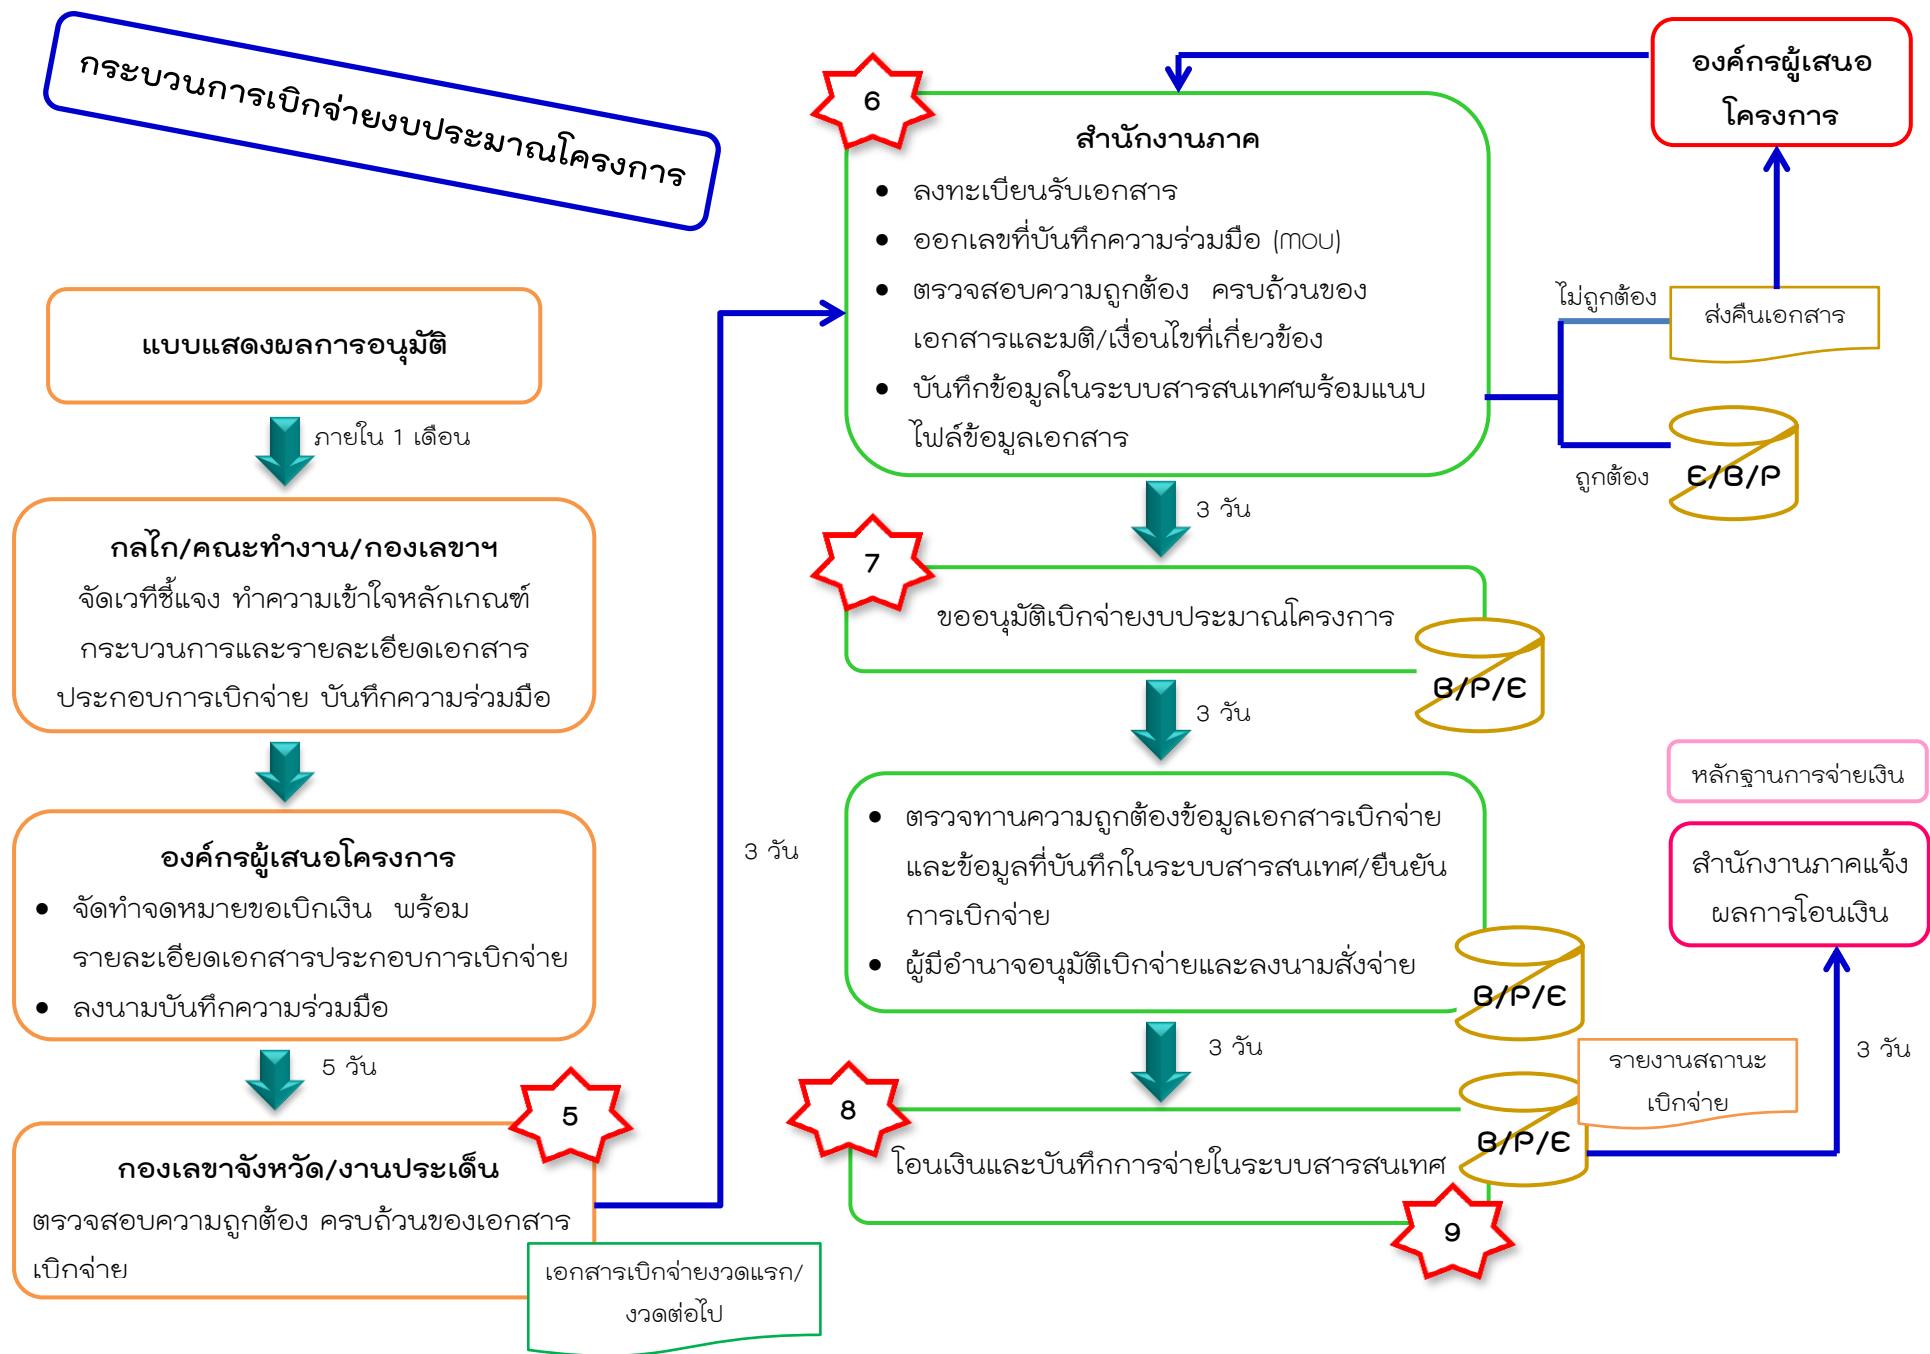 กระบวนการเบิกจ่ายงบประมาณโครงการ
แบบแสดงผลการอนุมัติ
ภายใน 1 เดือน
กลไก/คณะทำงาน/กองเลขาฯ
จัดเวทีชี้แจง ทำความเข้าใจหลักเกณฑ์
กระบวนการและรายละเอียดเอกสาร
ประกอบการเบิกจ่าย บันทึกความร่วมมือ
องค์กรผู้เสนอโครงการ
• จัดทำจดหมายขอเบิกเงิน พร้อม
รายละเอียดเอกสารประกอบการเบิกจ่าย
• ลงนามบันทึกความร่วมมือ
5 วัน
5
กองเลขาจังหวัด/งานประเด็น
ตรวจสอบความถูกต้อง ครบถ้วนของเอกสาร
เบิกจ่าย
เอกสารเบิกจ่ายงวดแรก/
งวดต่อไป
3 วัน
6
สำนักงานภาค
• ลงทะเบียนรับเอกสาร
• ออกเลขที่บันทึกความร่วมมือ (MOU)
• ตรวจสอบความถูกต้อง ครบถ้วนของ
เอกสารและมติ/เงื่อนไขที่เกี่ยวข้อง
• บันทึกข้อมูลในระบบสารสนเทศพร้อมแนบ
ไฟล์ข้อมูลเอกสาร
องค์กรผู้เสนอ
โครงการ
ไม่ถูกต้อง
ส่งคืนเอกสาร
ถูกต้อง
E/B/P
3 วัน
7
ขออนุมัติเบิกจ่ายงบประมาณโครงการ
B/P/E
3 วัน
• ตรวจทานความถูกต้องข้อมูลเอกสารเบิกจ่าย
และข้อมูลที่บันทึกในระบบสารสนเทศ/ยืนยัน
การเบิกจ่าย
• ผู้มีอำนาจอนุมัติเบิกจ่ายและลงนามสั่งจ่าย
B/P/E
3 วัน
8
โอนเงินและบันทึกการจ่ายในระบบสารสนเทศ
B/P/E
9
รายงานสถานะ
เบิกจ่าย
3 วัน
หลักฐานการจ่ายเงิน
สำนักงานภาคแจ้ง
ผลการโอนเงิน